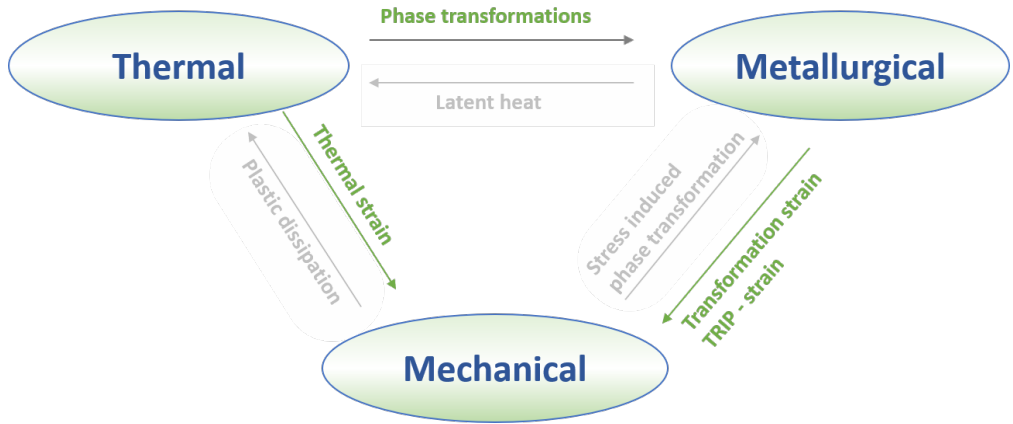 Phase transformations
Thermal
Metallurgical
Latent heat
Thermal strain
Plastic dissipation
Stress induced
phase transformation
Transformation strain
TRIP - strain
Mechanical